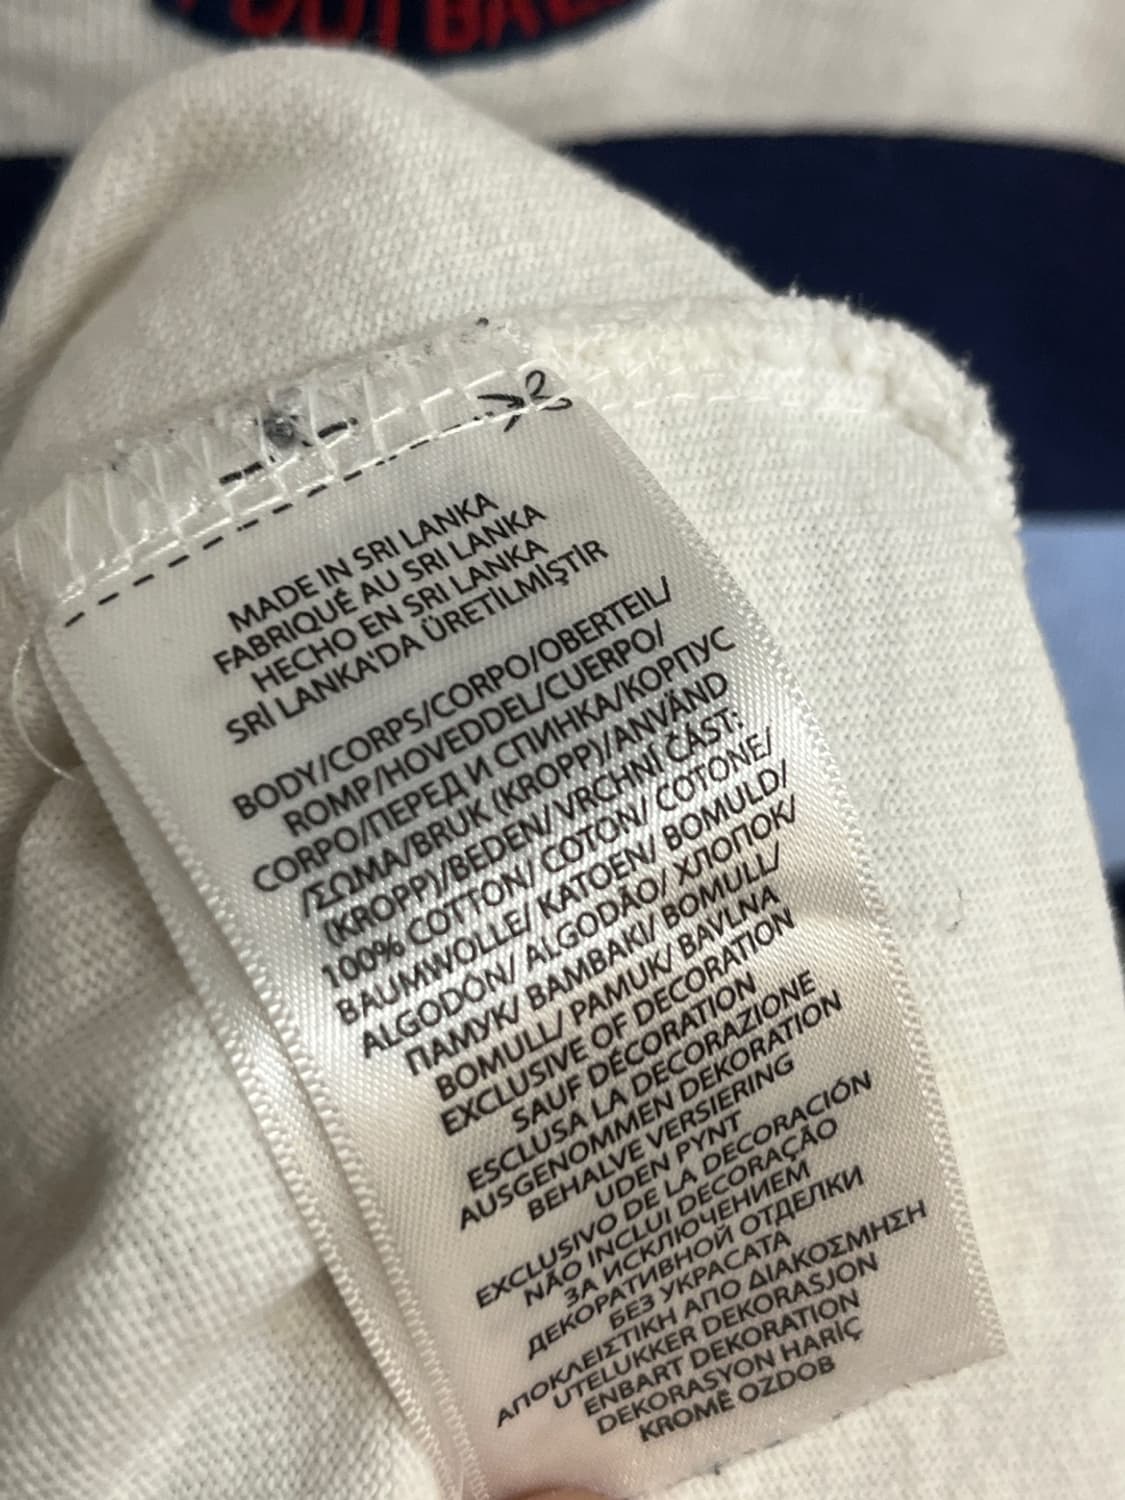 FOOTBALL
MADE IN SRI LANKA
FABRIQUÉ AU SRI LANKA
HECHO EN SRI LANKA
SRİ LANKA'DA ÜRETİLMİŞTİR
BODY/CORPS/CORPO/OBERTEIL/
ROMP/HOVEDDEL/CUERPO/
CORPO/ПЕРЕД И СПИНКА/КОРПУС
/ΣΩΜΑ/BRUK (KROPP)/ANVÄND
(KROPP)/BEDEN/ VRCHNÍ ČÁST:
100% COTTON/ COTON/ COTONE/
BAUMWOLLE/ KATOEN/ BOMULD/
ALGODÓN/ ALGODÃO/ ХЛОПОК/
ПАМУК/ BAMBAKI/ BOMULL/
BOMULL/ PAMUK/ BAVLNA
EXCLUSIVE OF DECORATION
SAUF DÉCORATION
ESCLUSA LA DECORAZIONE
AUSGENOMMEN DEKORATION
BEHALVE VERSIERING
UDEN PYNT
EXCLUSIVO DE LA DECORACIÓN
NÃO INCLUI DECORAÇÃO
ЗА ИСКЛЮЧЕНИЕМ
ДЕКОРАТИВНОЙ ОТДЕЛКИ
БЕЗ УКРАСАТА
ΑΠΟΚΛΕΙΣΤΙΚΗ ΑΠΟ ΔΙΑΚΟΣΜΗΣΗ
UTELUKKER DEKORASJON
ENBART DEKORATION
DEKORASYON HARİÇ
KROMĚ OZDOB